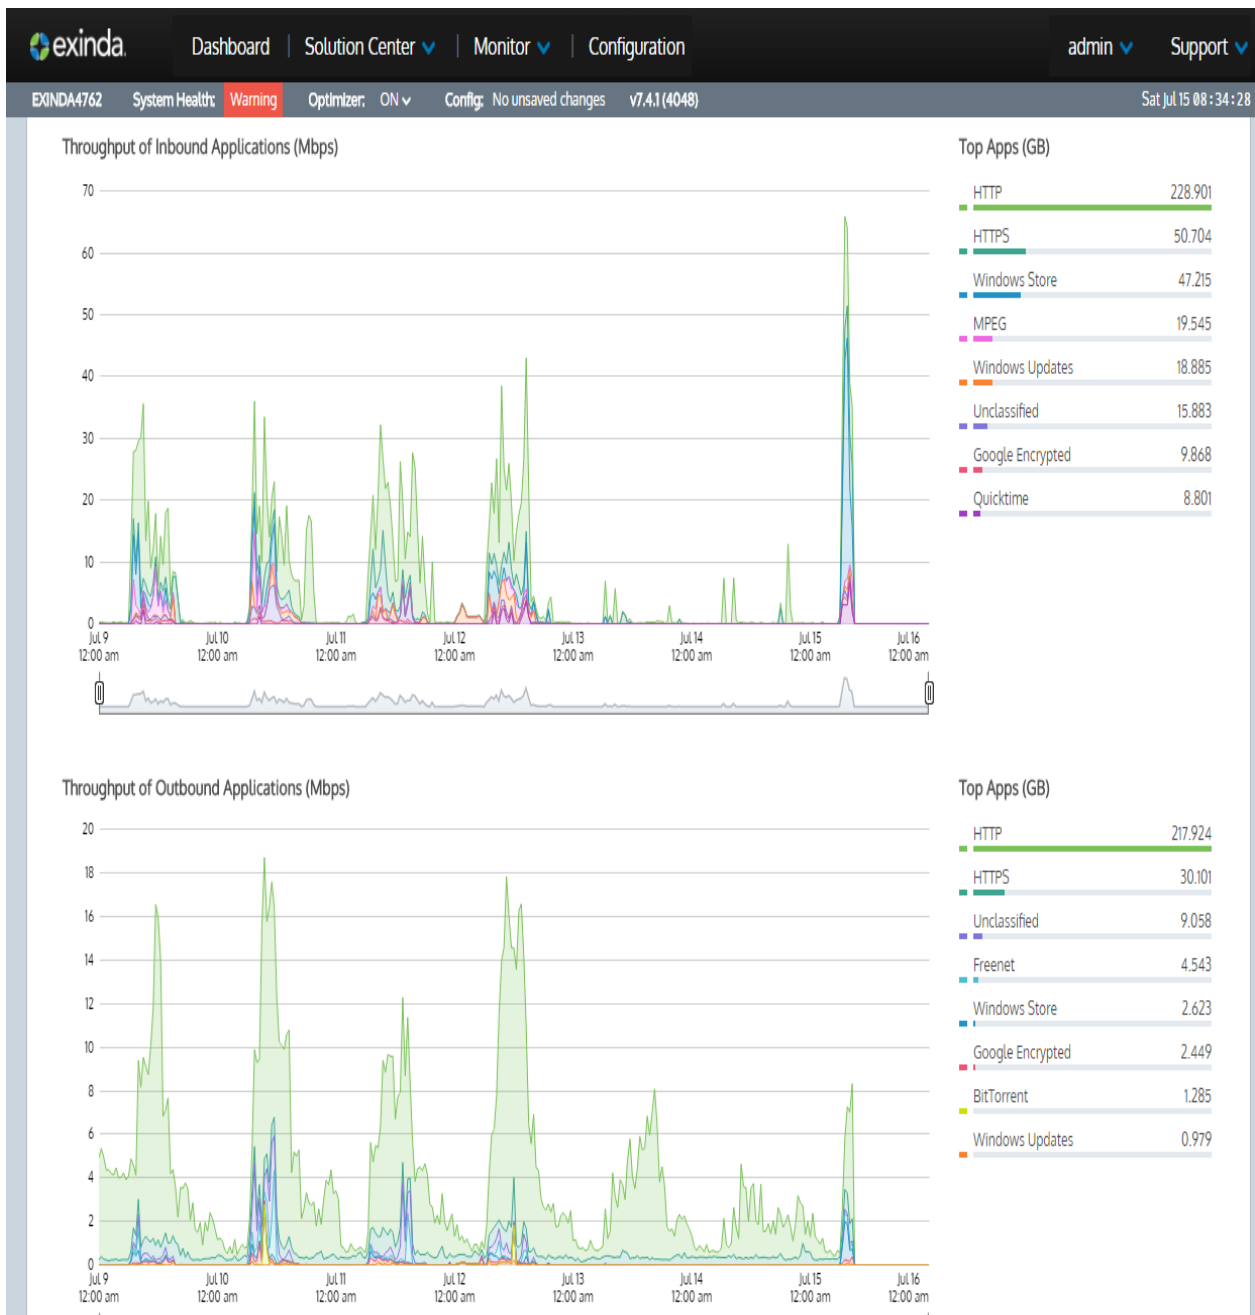 exinda. Dashboard Solution Center Monitor Configuration admin Support
EXINDA4762 System Health: Warning Optimizer: ON Config: No unsaved changes v7.4.1 (4048) Sat Jul 15 08:34:28
Throughput of Inbound Applications (Mbps)
70
60
50
40
30
20
10
0
Jul 9 Jul 10 Jul 11 Jul 12 Jul 13 Jul 14 Jul 15 Jul 16
12:00 am 12:00 am 12:00 am 12:00 am 12:00 am 12:00 am 12:00 am 12:00 am
Top Apps (GB)
HTTP 228.901
HTTPS 50.704
Windows Store 47.215
MPEG 19.545
Windows Updates 18.885
Unclassified 15.883
Google Encrypted 9.868
Quicktime 8.801
Throughput of Outbound Applications (Mbps)
20
18
16
14
12
10
8
6
4
2
0
Jul 9 Jul 10 Jul 11 Jul 12 Jul 13 Jul 14 Jul 15 Jul 16
12:00 am 12:00 am 12:00 am 12:00 am 12:00 am 12:00 am 12:00 am 12:00 am
Top Apps (GB)
HTTP 217.924
HTTPS 30.101
Unclassified 9.058
Freenet 4.543
Windows Store 2.623
Google Encrypted 2.449
BitTorrent 1.285
Windows Updates 0.979